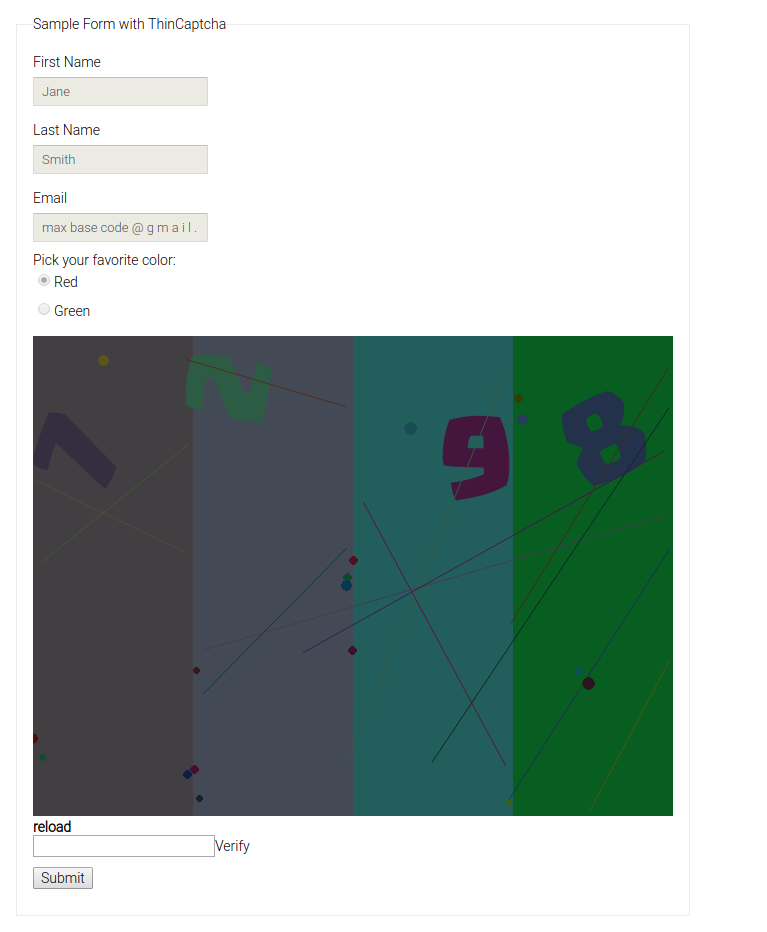 Sample Form with ThinCaptcha
First Name
Jane
Last Name
Smith
Email
max base code @ g m a i l .
Pick your favorite color:
Red
Green
1 2 9 8
reload
Verify
Submit